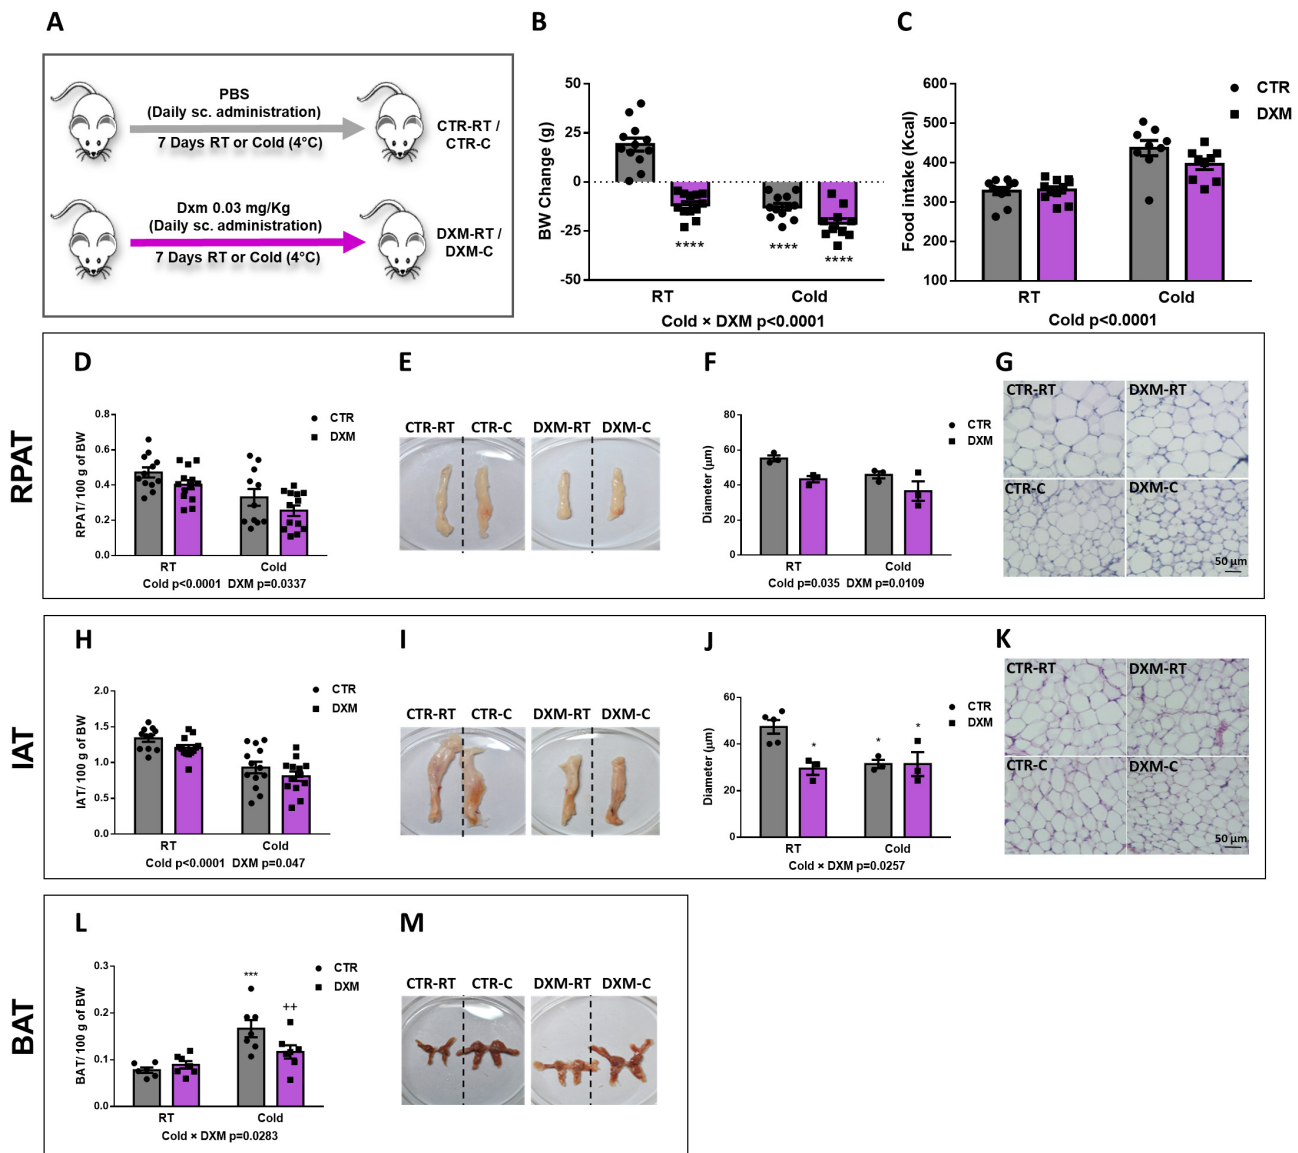 A
PBS
(Daily sc. administration)
7 Days RT or Cold (4°C)
CTR-RT /
CTR-C
Dxm 0.03 mg/Kg
(Daily sc. administration)
7 Days RT or Cold (4°C)
DXM-RT /
DXM-C
B
BW Change (g)
50
25
0
-25
-50
****
****
****
RT
Cold
Cold × DXM p<0.0001
C
Food intake (Kcal)
600
500
400
300
200
100
RT
Cold
Cold p<0.0001
CTR
DXM
RPAT
D
RPAT/ 100 g of BW
0.8
0.6
0.4
0.2
0.0
CTR
DXM
RT
Cold
Cold p<0.0001 DXM p=0.0337
E
CTR-RT
CTR-C
DXM-RT
DXM-C
F
Diameter (µm)
80
60
40
20
0
CTR
DXM
RT
Cold
Cold p=0.035 DXM p=0.0109
G
CTR-RT
DXM-RT
CTR-C
DXM-C
50 µm
IAT
H
IAT/ 100 g of BW
2.0
1.5
1.0
0.5
0.0
CTR
DXM
RT
Cold
Cold p<0.0001 DXM p=0.047
I
CTR-RT
CTR-C
DXM-RT
DXM-C
J
Diameter (µm)
60
40
20
0
*
*
*
CTR
DXM
RT
Cold
Cold × DXM p=0.0257
K
CTR-RT
DXM-RT
CTR-C
DXM-C
50 µm
BAT
L
BAT/ 100 g of BW
0.3
0.2
0.1
0.0
***
++
CTR
DXM
RT
Cold
Cold × DXM p=0.0283
M
CTR-RT
CTR-C
DXM-RT
DXM-C